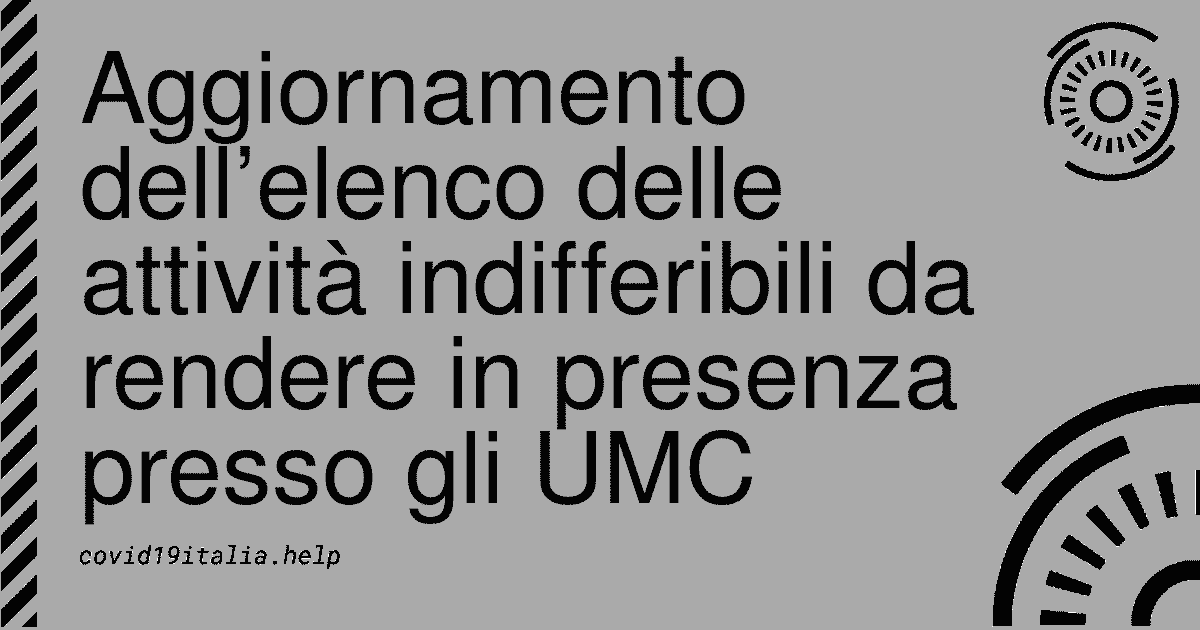 Aggiornamento
dell’elenco delle
attività indifferibili da
rendere in presenza
presso gli UMC
covid19italia.help